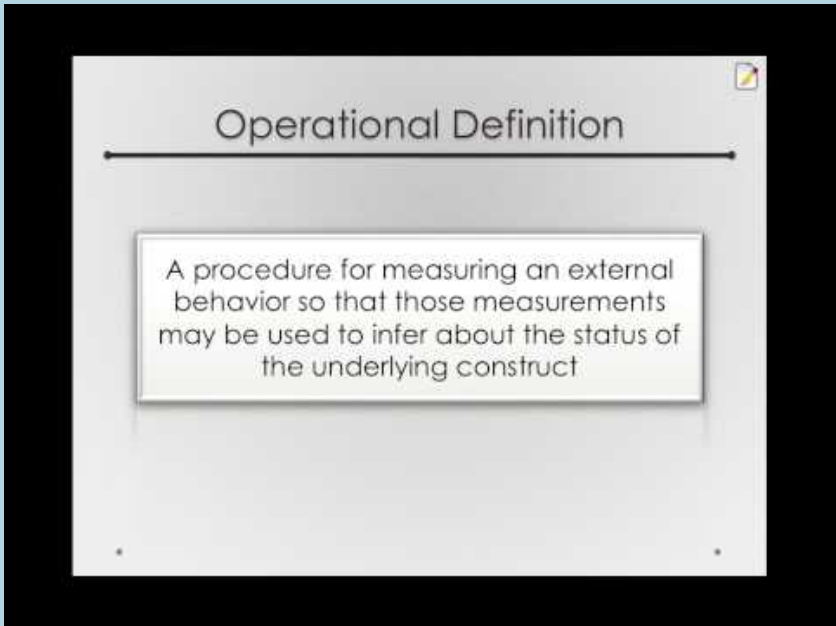 Operational Definition
A procedure for measuring an external
behavior so that those measurements
may be used to infer about the status of
the underlying construct